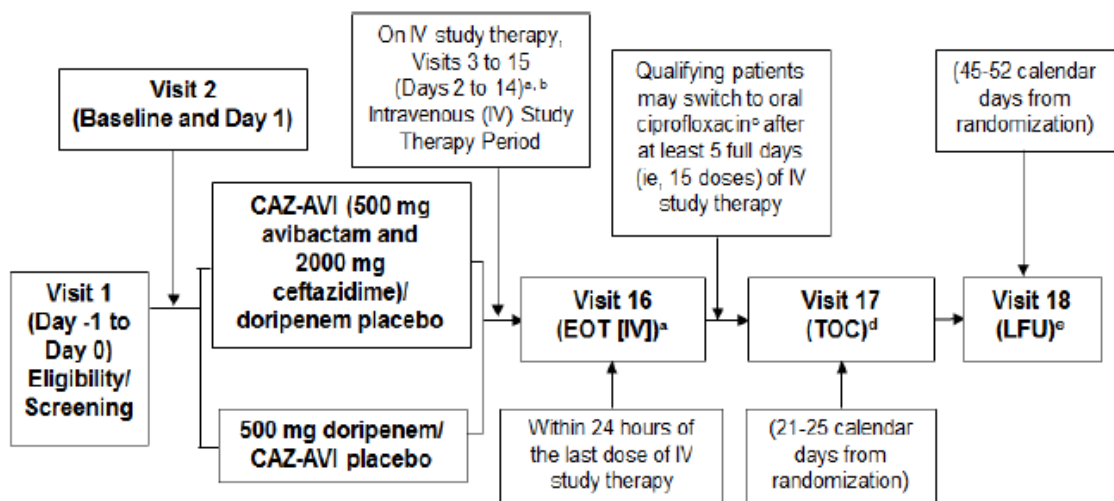 Visit 1
(Day -1 to
Day 0)
Eligibility/
Screening
Visit 2
(Baseline and Day 1)
CAZ-AVI (500 mg
avibactam and
2000 mg
ceftazidime)/
doripenem placebo
500 mg doripenem/
CAZ-AVI placebo
On IV study therapy,
Visits 3 to 15
(Days 2 to 14)a, b
Intravenous (IV) Study
Therapy Period
Visit 16
(EOT [IV])a
Within 24 hours of
the last dose of IV
study therapy
Qualifying patients
may switch to oral
ciprofloxacinc after
at least 5 full days
(ie, 15 doses) of IV
study therapy
Visit 17
(TOC)d
(21-25 calendar
days from
randomization)
(45-52 calendar
days from
randomization)
Visit 18
(LFU)e